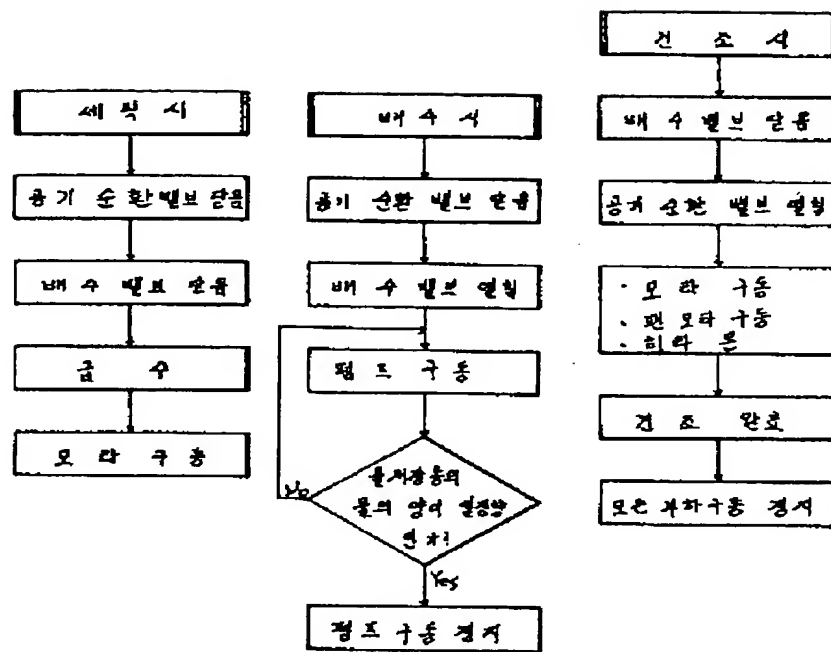 세탁시
공기 순환밸브 닫음
배수 밸브 닫음
급수
모타 구동
배수시
공기 순환 밸브 닫음
배수 밸브 열림
펌프 구동
물저장통의
물의 양이 일정량
인가?
No
Yes
펌프 구동 정지
건조시
배수밸브 닫음
공기 순환 밸브 열림
· 모타 구동
· 팬모타 구동
· 히타 온
건조 완료
모든 부하구동 정지